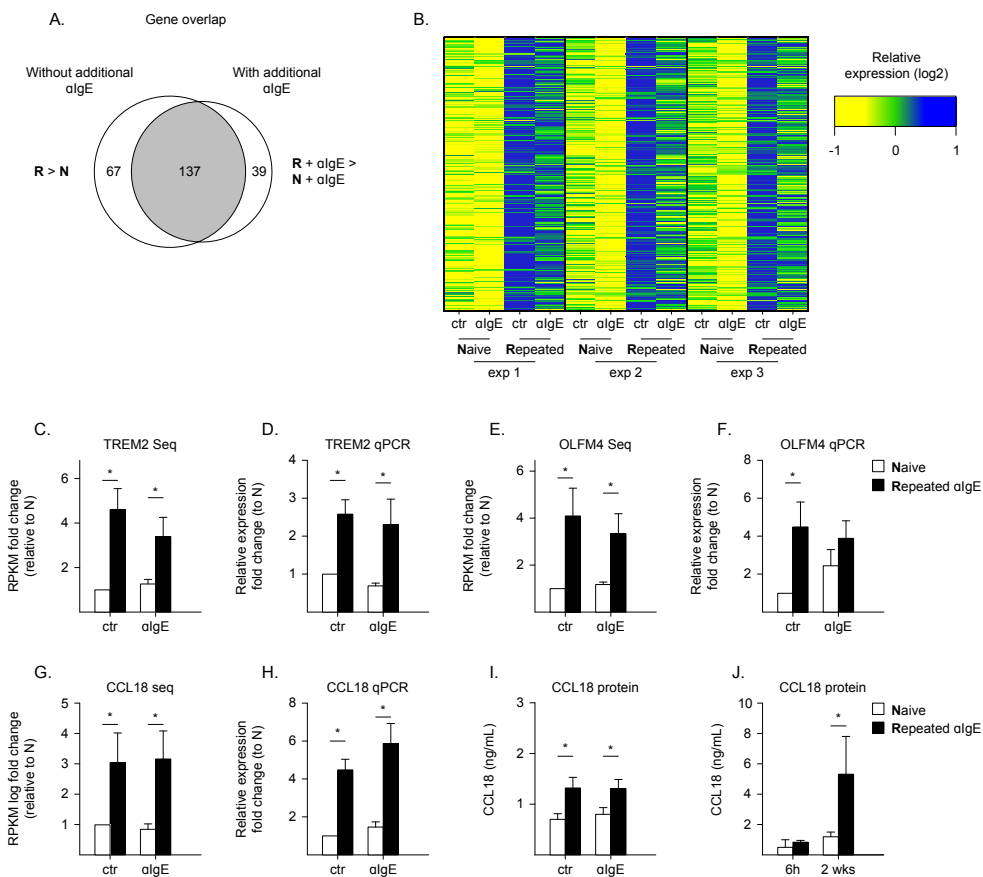 A.
Gene overlap
Without additional
αIgE
With additional
αIgE
R > N
67
137
39
R + αIgE >
N + αIgE
B.
Relative
expression (log2)
-1 0 1
ctr αIgE ctr αIgE ctr αIgE ctr αIgE ctr αIgE ctr αIgE
Naive Repeated Naive Repeated Naive Repeated
exp 1 exp 2 exp 3
C.
TREM2 Seq
RPKM fold change
(relative to N)
6
4
2
* *
ctr αIgE
D.
TREM2 qPCR
Relative expression
fold change (to N)
4
3
2
1
* *
ctr αIgE
E.
OLFM4 Seq
RPKM fold change
(relative to N)
6
4
2
* *
ctr αIgE
F.
OLFM4 qPCR
Relative expression
fold change (to N)
8
6
4
2
*
ctr αIgE
Naive
Repeated αIgE
G.
CCL18 seq
RPKM log fold change
(relative to N)
5
4
3
2
1
* *
ctr αIgE
H.
CCL18 qPCR
Relative expression
fold change (to N)
8
6
4
2
* *
ctr αIgE
I.
CCL18 protein
CCL18 (ng/mL)
3
2
1
* *
ctr αIgE
J.
CCL18 protein
CCL18 (ng/mL)
10
8
6
4
2
*
6h 2 wks
Naive
Repeated αIgE